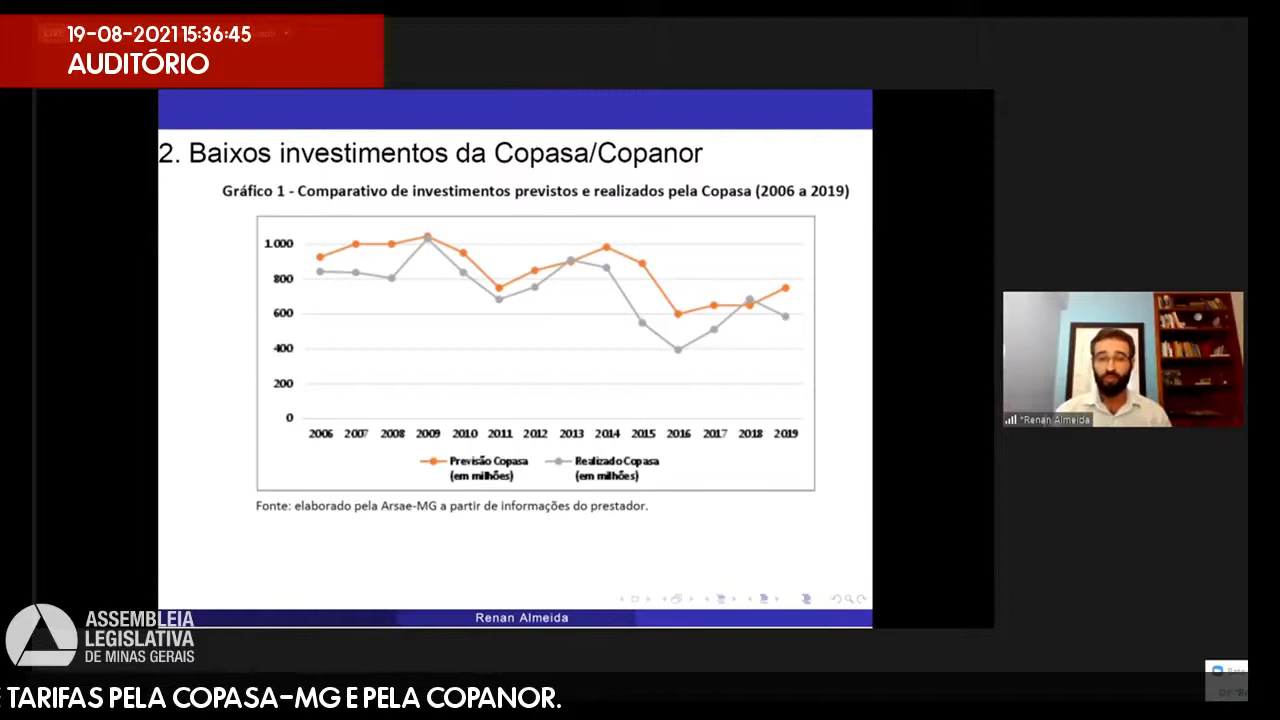 19-08-2021 15:36:45
AUDITÓRIO
2. Baixos investimentos da Copasa/Copanor
Gráfico 1 - Comparativo de investimentos previstos e realizados pela Copasa (2006 a 2019)
1.000
800
600
400
200
0
2006 2007 2008 2009 2010 2011 2012 2013 2014 2015 2016 2017 2018 2019
Previsão Copasa
(em milhões)
Realizado Copasa
(em milhões)
Fonte: elaborado pela Arsae-MG a partir de informações do prestador.
Renan Almeida
*Renan Almeida
ASSEMBLEIA
LEGISLATIVA
DE MINAS GERAIS
TARIFAS PELA COPASA-MG E PELA COPANOR.